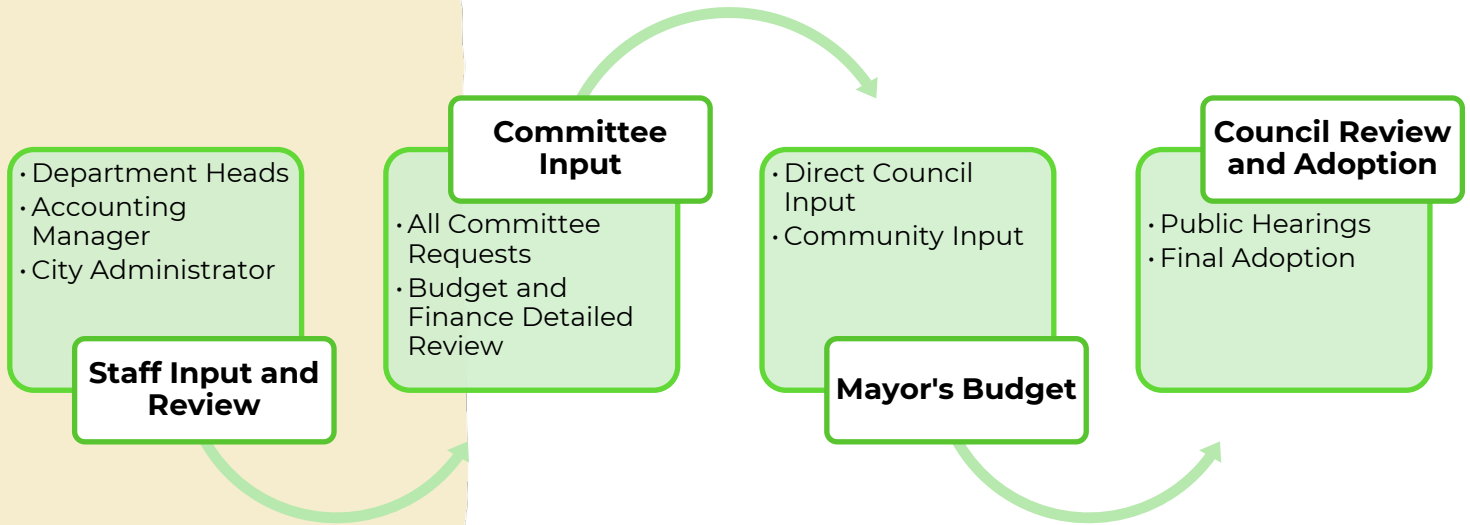 · Department Heads
· Accounting
Manager
· City Administrator
Staff Input and
Review
Committee
Input
· All Committee
Requests
· Budget and
Finance Detailed
Review
· Direct Council
Input
· Community Input
Mayor's Budget
Council Review
and Adoption
· Public Hearings
· Final Adoption